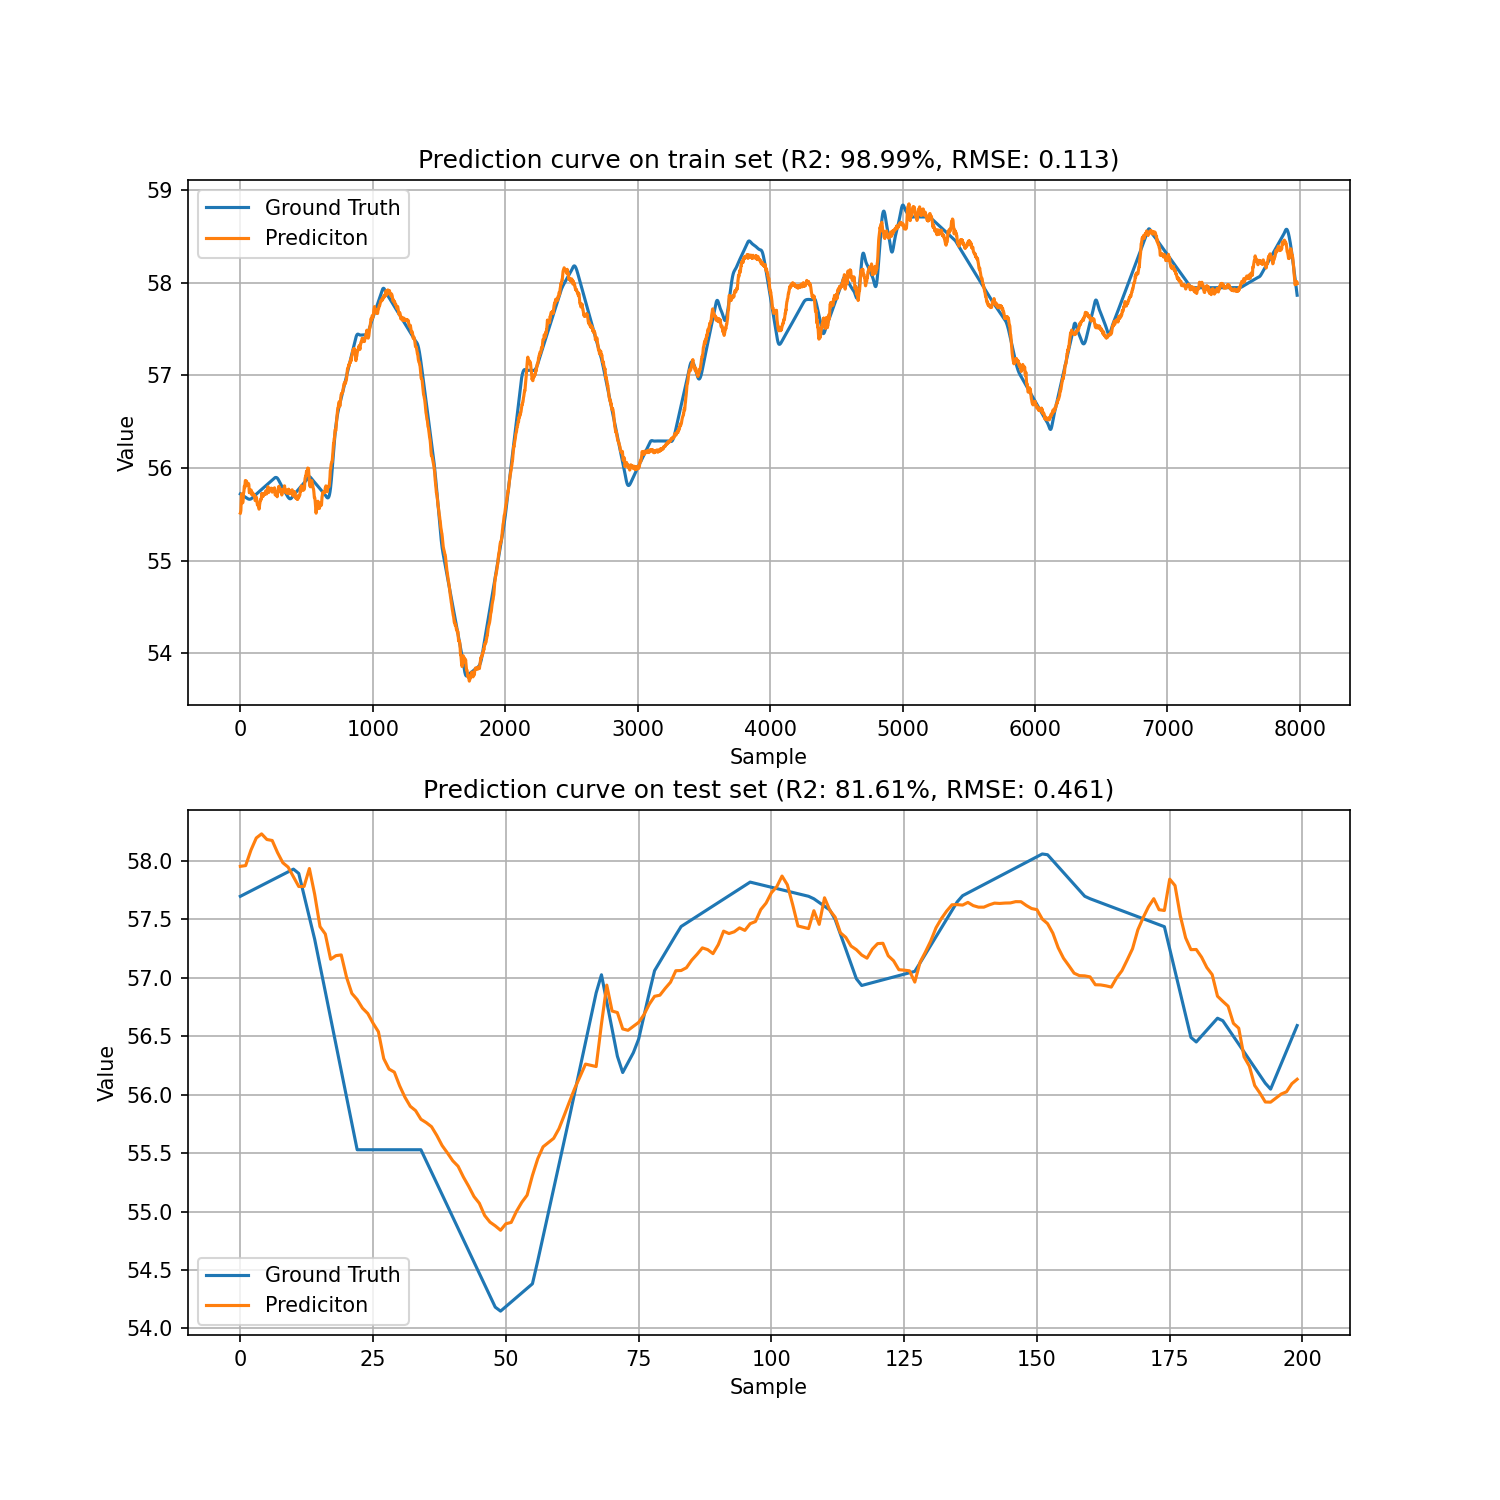 Prediction curve on train set (R2: 98.99%, RMSE: 0.113)
59
58
57
56
55
54
Value
Ground Truth
Prediciton
0 1000 2000 3000 4000 5000 6000 7000 8000
Sample
Prediction curve on test set (R2: 81.61%, RMSE: 0.461)
58.0
57.5
57.0
56.5
56.0
55.5
55.0
54.5
54.0
Value
Ground Truth
Prediciton
0 25 50 75 100 125 150 175 200
Sample